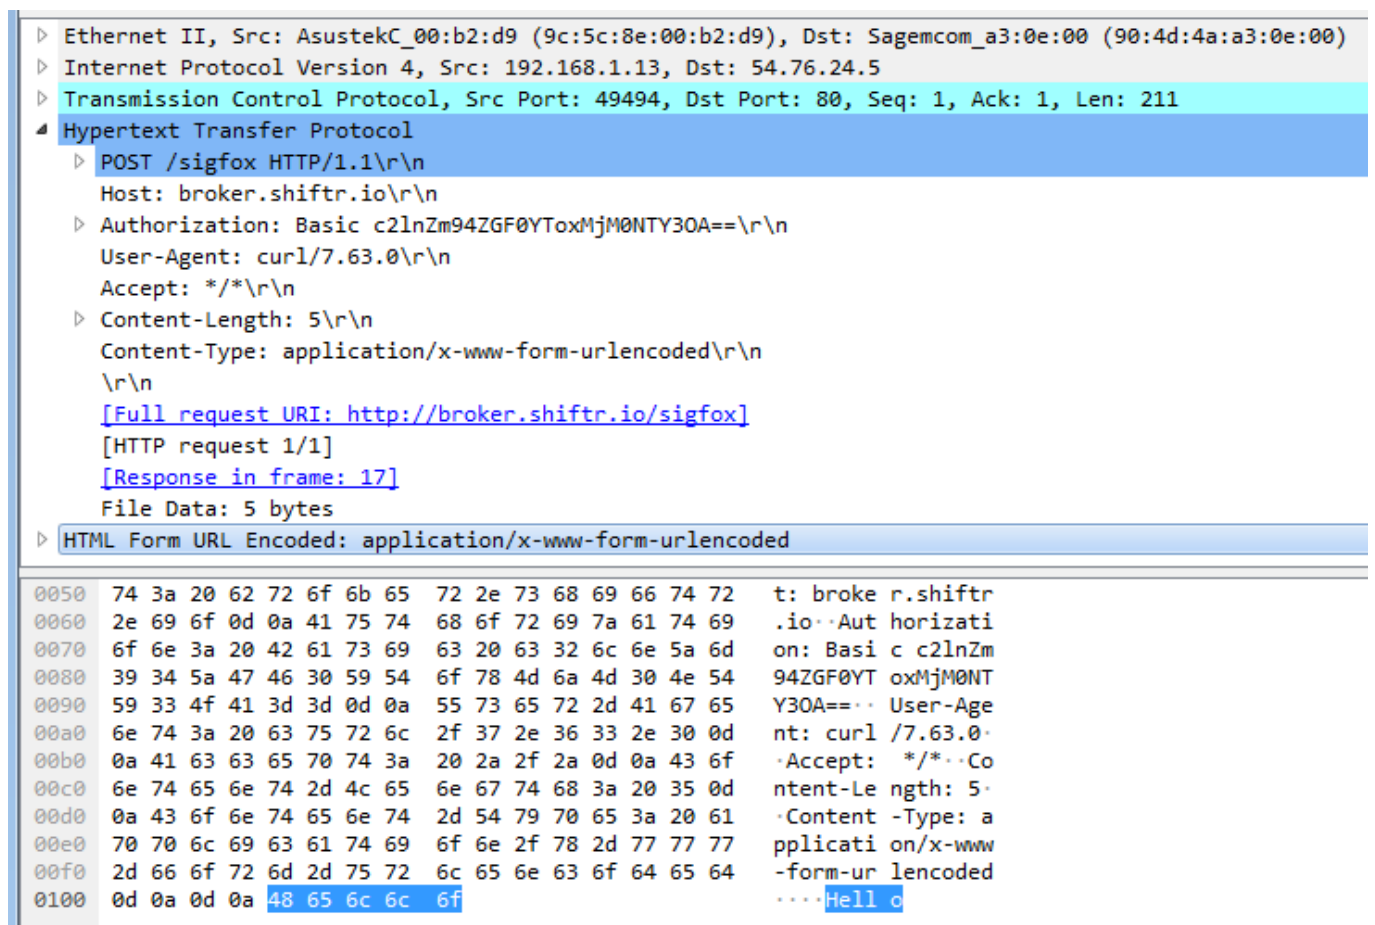 Ethernet II, Src: AsustekC_00:b2:d9 (9c:5c:8e:00:b2:d9), Dst: Sagemcom_a3:0e:00 (90:4d:4a:a3:0e:00)
Internet Protocol Version 4, Src: 192.168.1.13, Dst: 54.76.24.5
Transmission Control Protocol, Src Port: 49494, Dst Port: 80, Seq: 1, Ack: 1, Len: 211
Hypertext Transfer Protocol
POST /sigfox HTTP/1.1\r\n
Host: broker.shiftr.io\r\n
Authorization: Basic c2lnZm94ZGF0YToxMjM0NTY3OA==\r\n
User-Agent: curl/7.63.0\r\n
Accept: */*\r\n
Content-Length: 5\r\n
Content-Type: application/x-www-form-urlencoded\r\n
\r\n
[Full request URI: http://broker.shiftr.io/sigfox]
[HTTP request 1/1]
[Response in frame: 17]
File Data: 5 bytes
HTML Form URL Encoded: application/x-www-form-urlencoded
0050 74 3a 20 62 72 6f 6b 65 72 2e 73 68 69 66 74 72 t: broke r.shiftr
0060 2e 69 6f 0d 0a 41 75 74 68 6f 72 69 7a 61 74 69 .io··Aut horizati
0070 6f 6e 3a 20 42 61 73 69 63 20 63 32 6c 6e 5a 6d on: Basi c c2lnZm
0080 39 34 5a 47 46 30 59 54 6f 78 4d 6a 4d 30 4e 54 94ZGF0YT oxMjM0NT
0090 59 33 4f 41 3d 3d 0d 0a 55 73 65 72 2d 41 67 65 Y3OA==·· User-Age
00a0 6e 74 3a 20 63 75 72 6c 2f 37 2e 36 33 2e 30 0d nt: curl /7.63.0·
00b0 0a 41 63 63 65 70 74 3a 20 2a 2f 2a 0d 0a 43 6f ·Accept: */*··Co
00c0 6e 74 65 6e 74 2d 4c 65 6e 67 74 68 3a 20 35 0d ntent-Le ngth: 5·
00d0 0a 43 6f 6e 74 65 6e 74 2d 54 79 70 65 3a 20 61 ·Content -Type: a
00e0 70 70 6c 69 63 61 74 69 6f 6e 2f 78 2d 77 77 77 pplicati on/x-www
00f0 2d 66 6f 72 6d 2d 75 72 6c 65 6e 63 6f 64 65 64 -form-ur lencoded
0100 0d 0a 0d 0a 48 65 6c 6c 6f ····Hell o